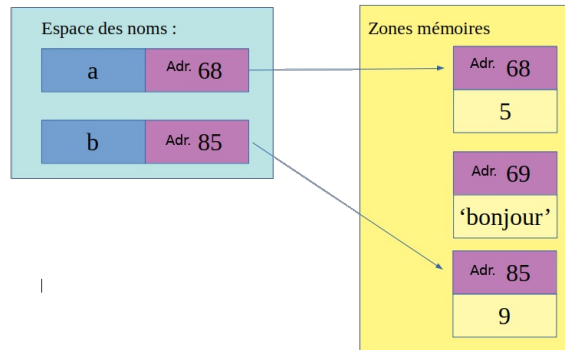 Espace des noms :
a Adr. 68
b Adr. 85
Zones mémoires
Adr. 68
5
Adr. 69
‘bonjour’
Adr. 85
9